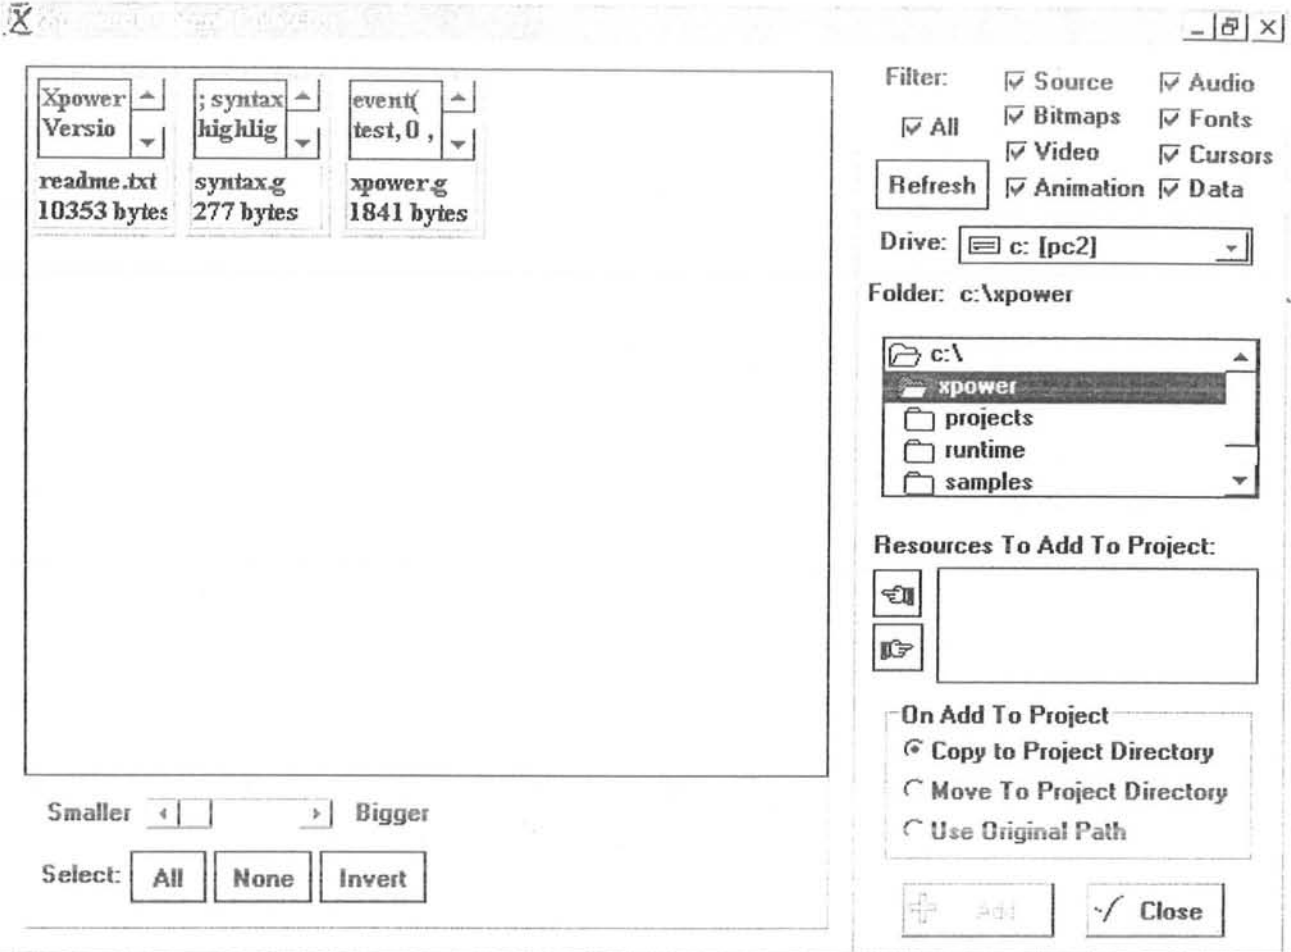 Xpower
Versio
readme.txt
10353 bytes
; syntax
highlig
syntax.g
277 bytes
event(
test, 0 ,
xpower.g
1841 bytes
Smaller
Bigger
Select:
All
None
Invert
Filter:
All
Refresh
Source
Bitmaps
Video
Animation
Audio
Fonts
Cursors
Data
Drive: c: [pc2]
Folder: c:\xpower
c:\
xpower
projects
runtime
samples
Resources To Add To Project:
On Add To Project
Copy to Project Directory
Move To Project Directory
Use Original Path
Add
Close